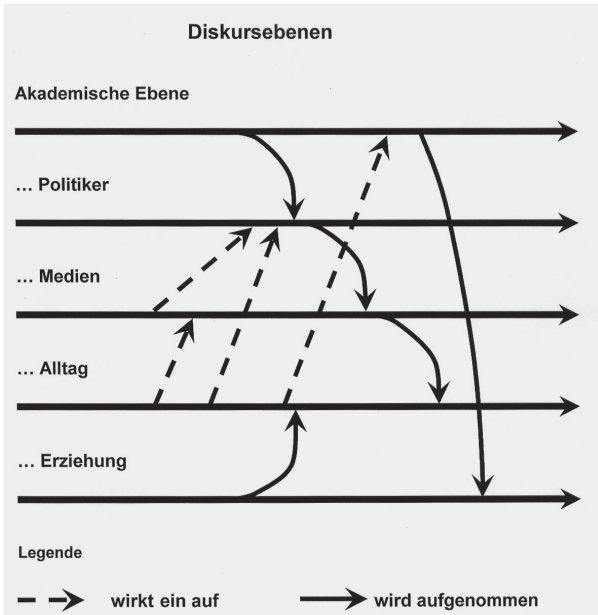 Diskursebenen
Akademische Ebene
... Politiker
... Medien
... Alltag
... Erziehung
Legende
wirkt ein auf
wird aufgenommen